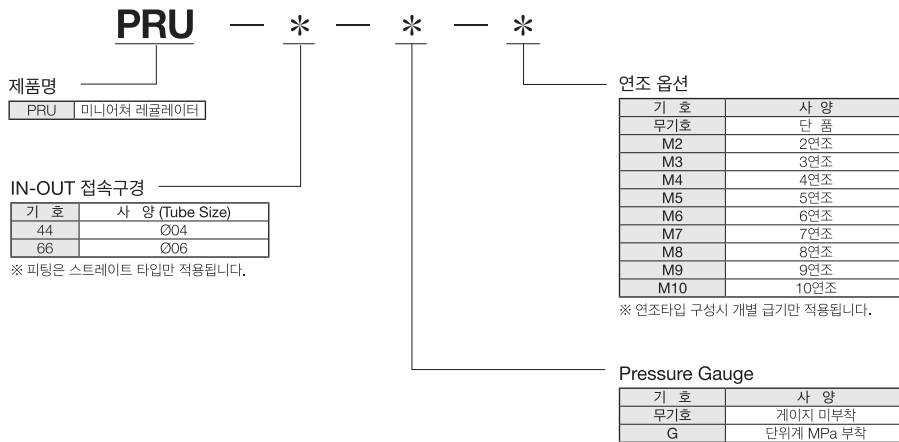 PRU — * — * — *
제품명
PRU 미니어쳐 레귤레이터
IN-OUT 접속구경
기 호 사 양 (Tube Size)
44 Ø04
66 Ø06
※ 피팅은 스트레이트 타입만 적용됩니다.
연조 옵션
기 호 사 양
무기호 단 품
M2 2연조
M3 3연조
M4 4연조
M5 5연조
M6 6연조
M7 7연조
M8 8연조
M9 9연조
M10 10연조
※ 연조타입 구성시 개별 급기만 적용됩니다.
Pressure Gauge
기 호 사 양
무기호 게이지 미부착
G 단위계 MPa 부착